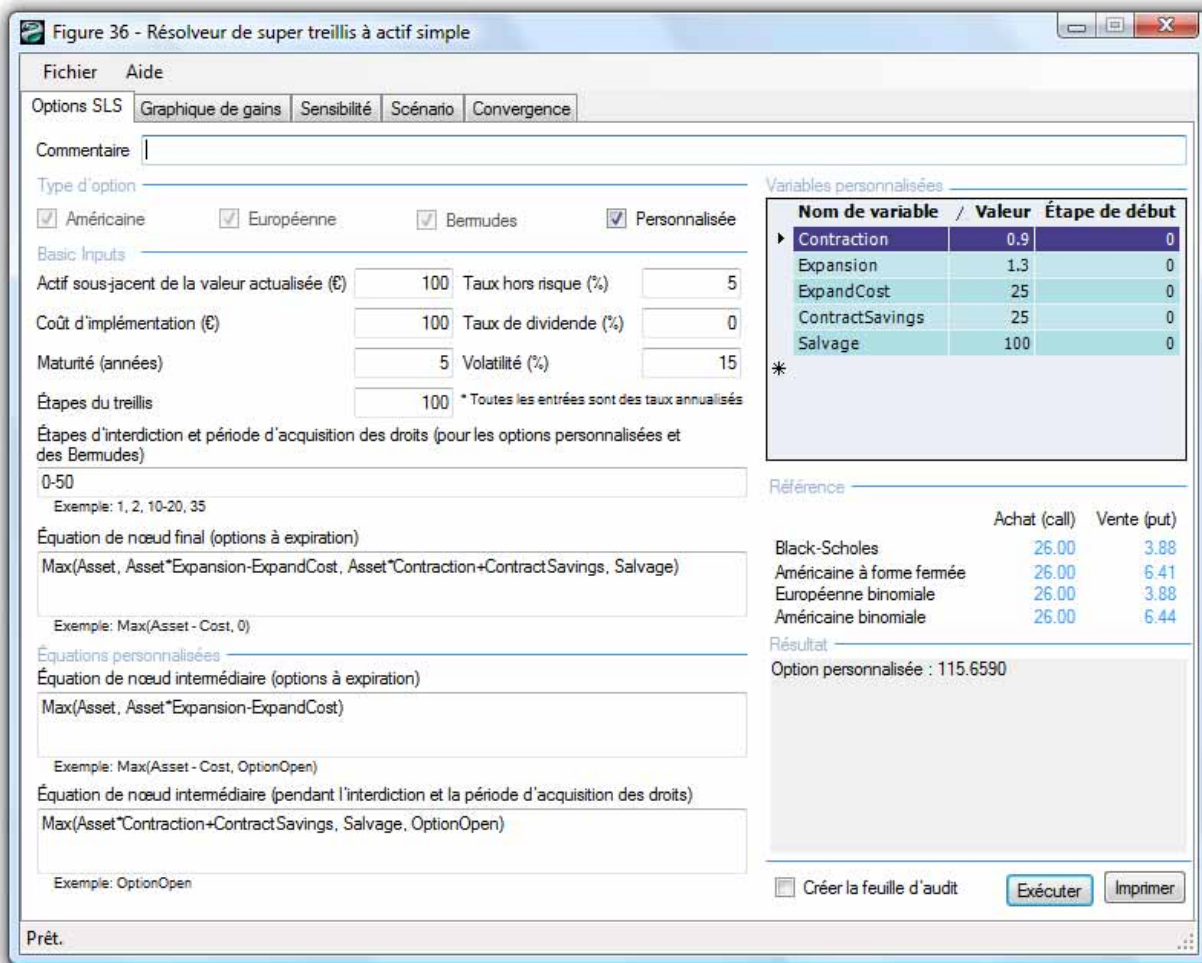 Figure 36 - Résolveur de super treillis à actif simple
Fichier Aide
Options SLS Graphique de gains Sensibilité Scénario Convergence
Commentaire
Type d'option
Américaine Européenne Bermudes Personnalisée
Basic Inputs
Actif sous-jacent de la valeur actualisée (€) 100 Taux hors risque (%) 5
Coût d'implémentation (€) 100 Taux de dividende (%) 0
Maturité (années) 5 Volatilité (%) 15
Étapes du treillis 100 * Toutes les entrées sont des taux annualisés
Étapes d'interdiction et période d'acquisition des droits (pour les options personnalisées et
des Bermudes)
0-50
Exemple: 1, 2, 10-20, 35
Équation de nœud final (options à expiration)
Max(Asset, Asset*Expansion-ExpandCost, Asset*Contraction+ContractSavings, Salvage)
Exemple: Max(Asset - Cost, 0)
Équations personnalisées
Équation de nœud intermédiaire (options à expiration)
Max(Asset, Asset*Expansion-ExpandCost)
Exemple: Max(Asset - Cost, OptionOpen)
Équation de nœud intermédiaire (pendant l'interdiction et la période d'acquisition des droits)
Max(Asset*Contraction+ContractSavings, Salvage, OptionOpen)
Exemple: OptionOpen
Variables personnalisées
Nom de variable / Valeur Étape de début
Contraction 0.9 0
Expansion 1.3 0
ExpandCost 25 0
ContractSavings 25 0
Salvage 100 0
*
Référence
Achat (call) Vente (put)
Black-Scholes 26.00 3.88
Américaine à forme fermée 26.00 6.41
Européenne binomiale 26.00 3.88
Américaine binomiale 26.00 6.44
Résultat
Option personnalisée : 115.6590
Créer la feuille d'audit Exécuter Imprimer
Prêt.